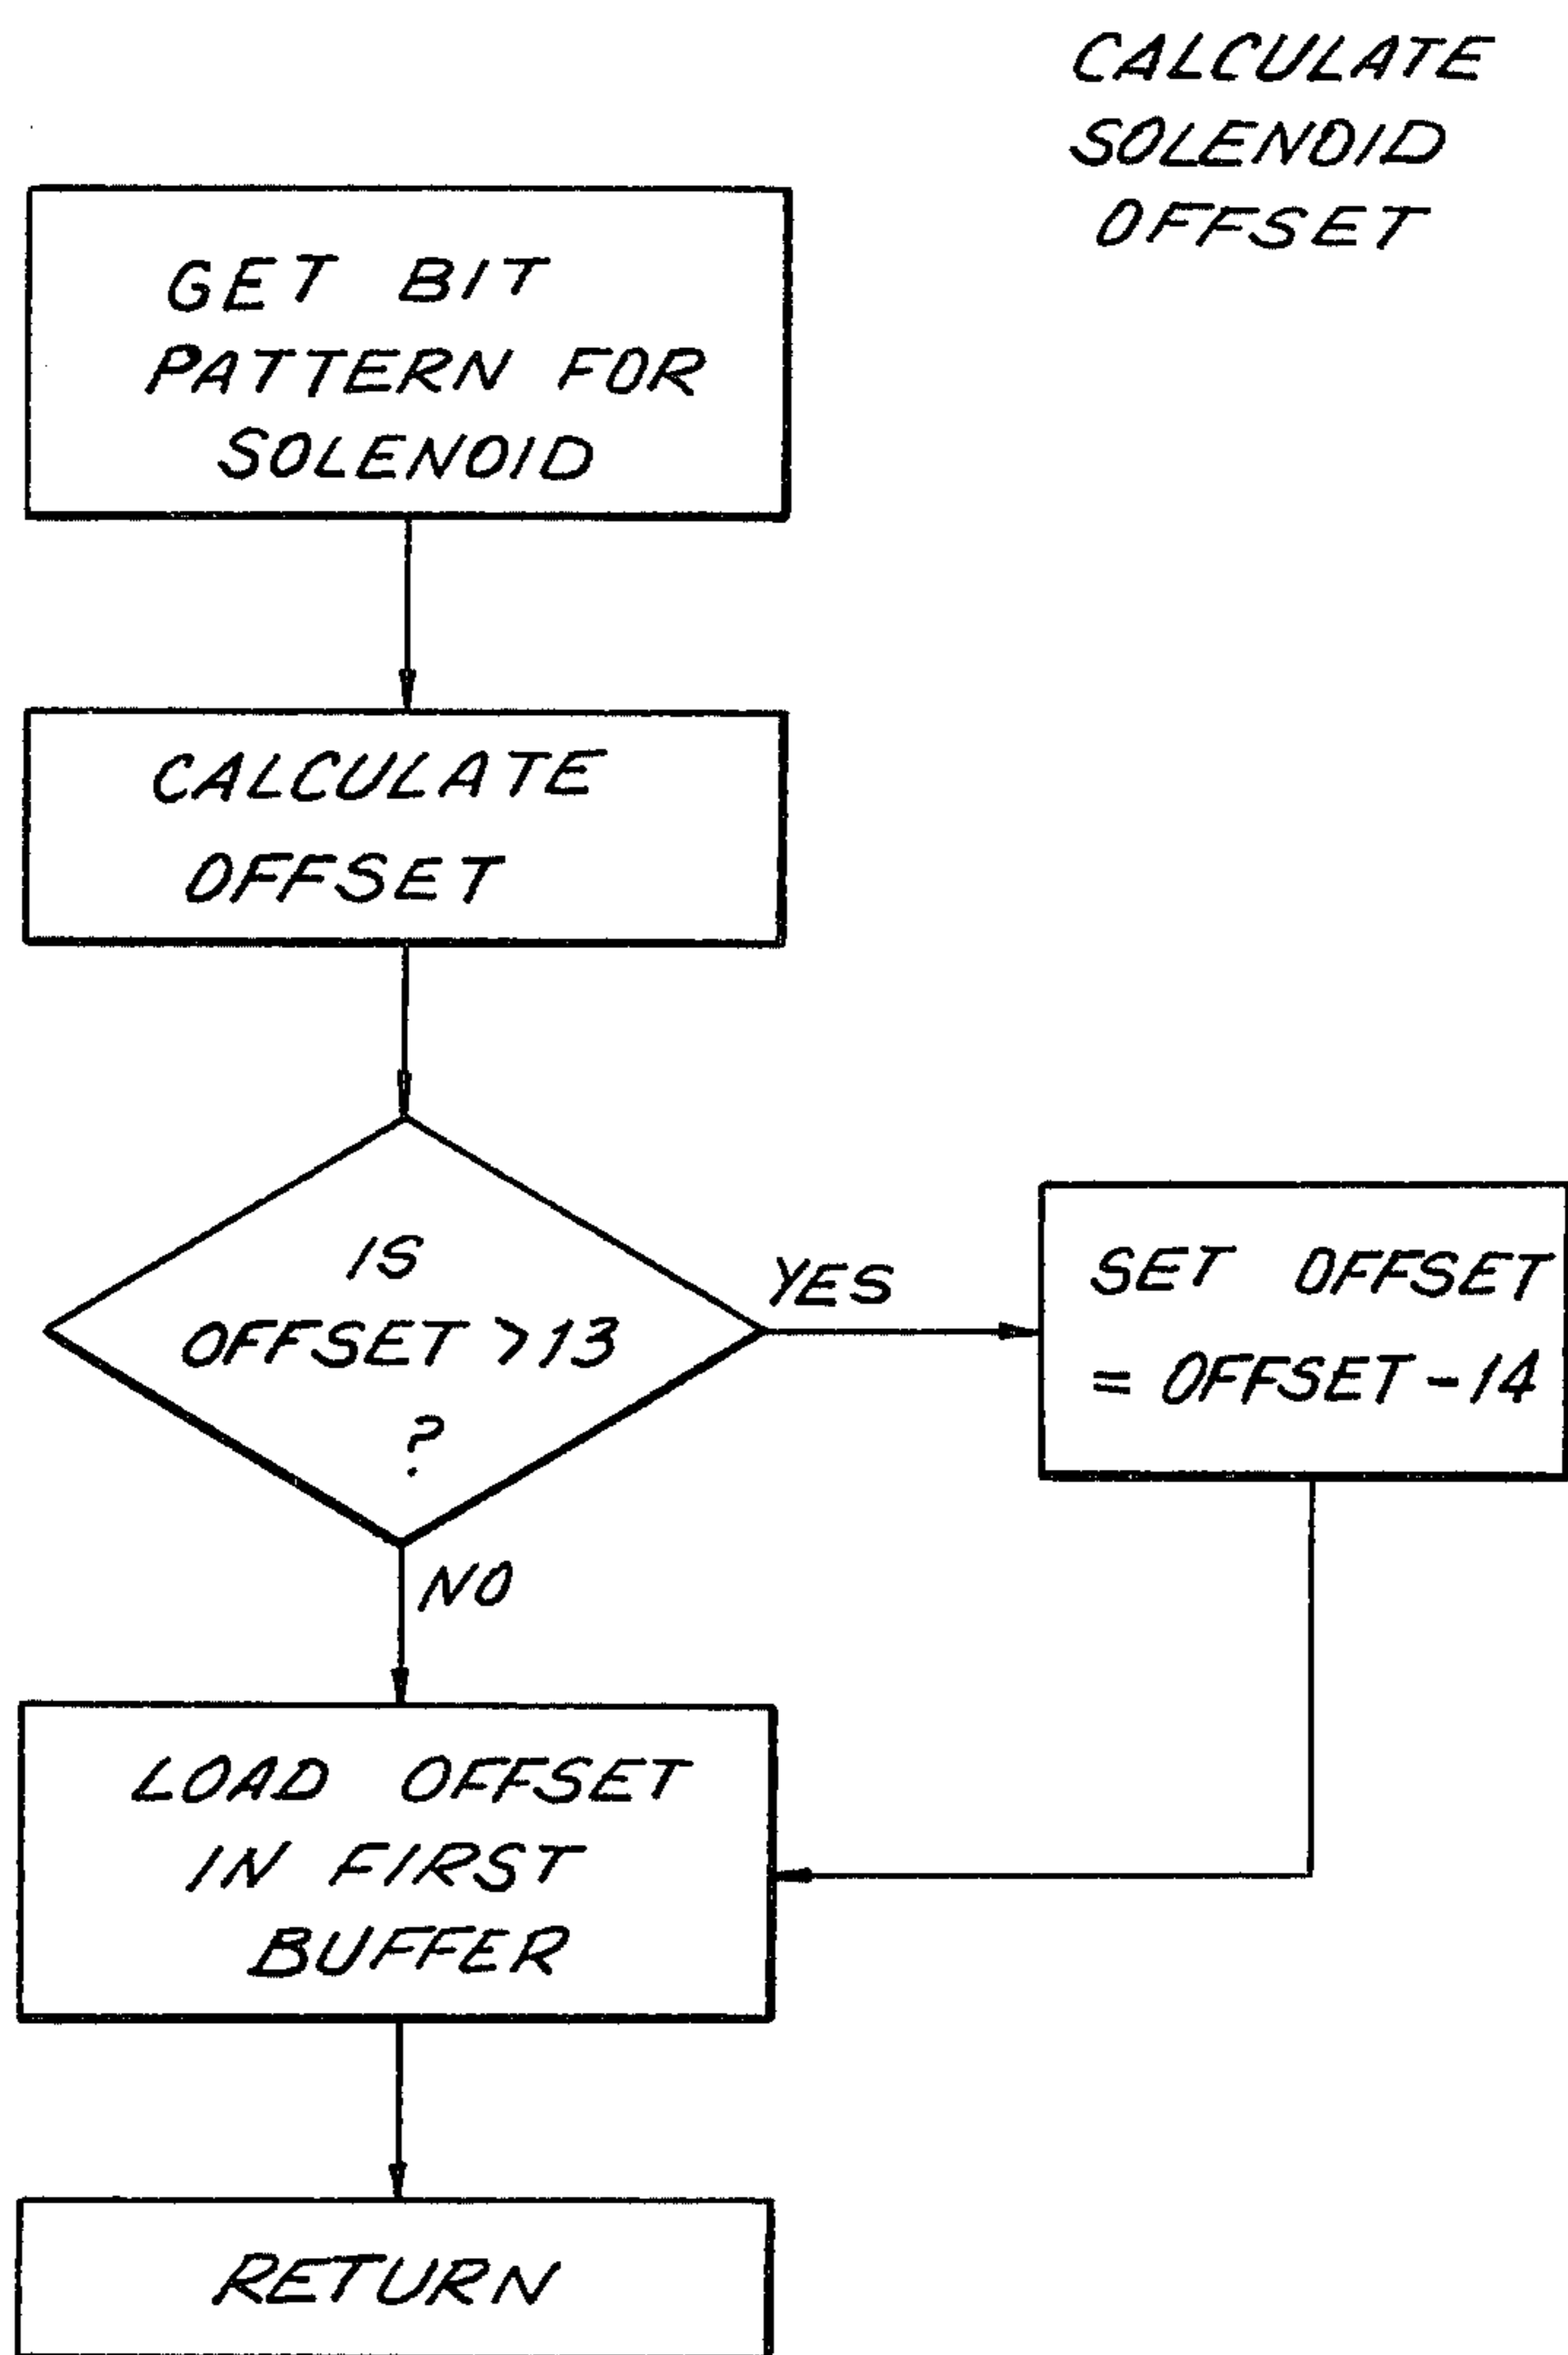 CALCULATE
SOLENOID
OFFSET
GET BIT
PATTERN FOR
SOLENOID
CALCULATE
OFFSET
IS
OFFSET >13
?
YES
SET OFFSET
= OFFSET-14
NO
LOAD OFFSET
IN FIRST
BUFFER
RETURN